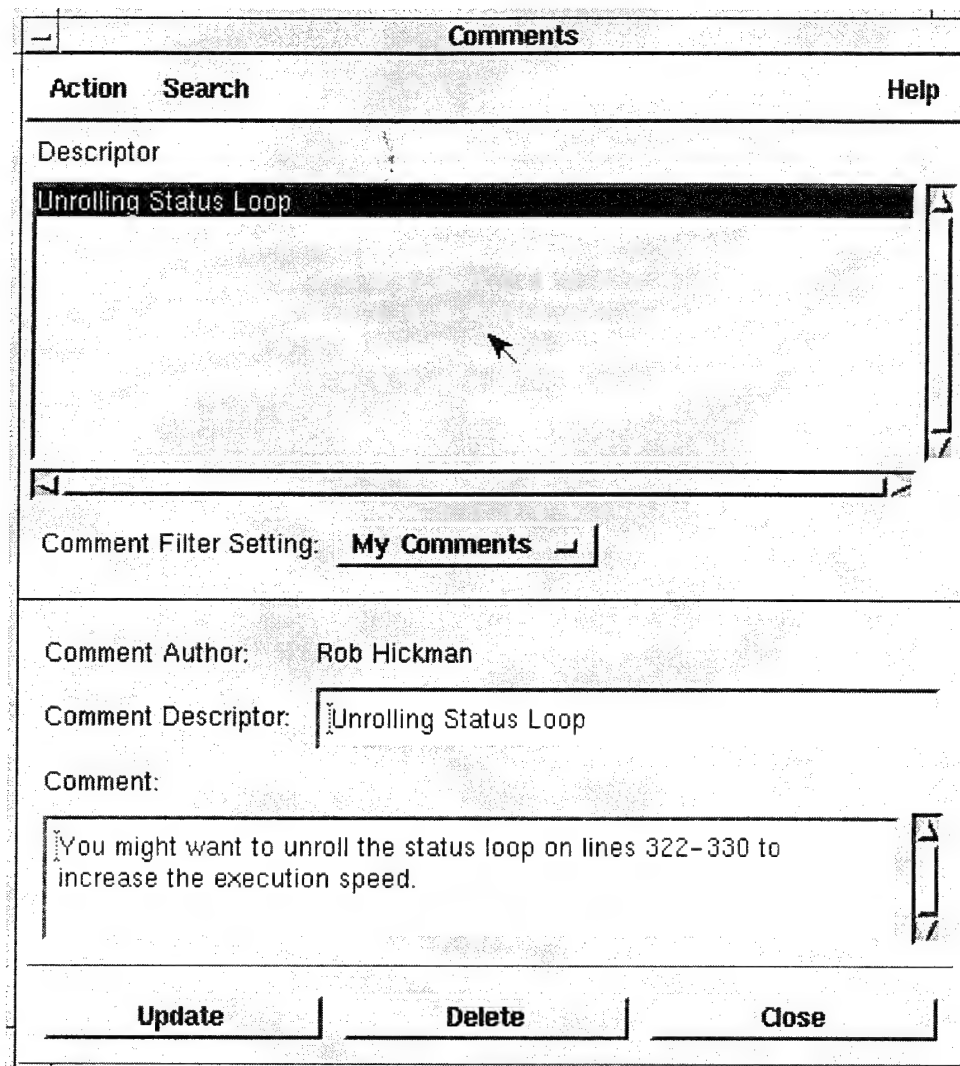 Comments
Action Search Help
Descriptor
Unrolling Status Loop
Comment Filter Setting: My Comments
Comment Author: Rob Hickman
Comment Descriptor: Unrolling Status Loop
Comment:
You might want to unroll the status loop on lines 322-330 to
increase the execution speed.
Update Delete Close